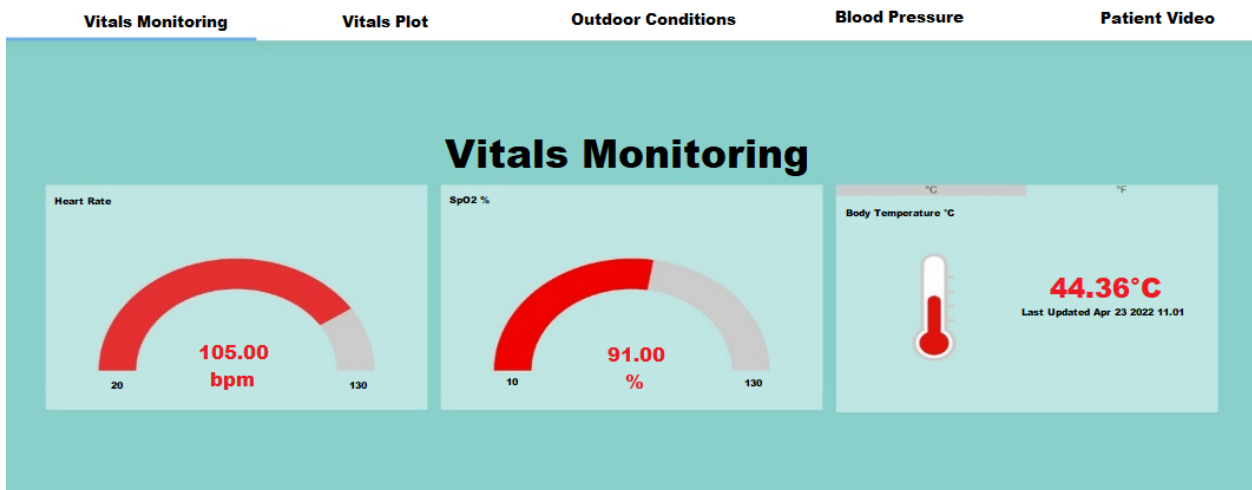 Vitals Monitoring
Vitals Plot
Outdoor Conditions
Blood Pressure
Patient Video
Vitals Monitoring
Heart Rate
105.00
bpm
20
130
SpO2 %
91.00
%
10
130
°C
°F
Body Temperature °C
44.36°C
Last Updated Apr 23 2022 11.01